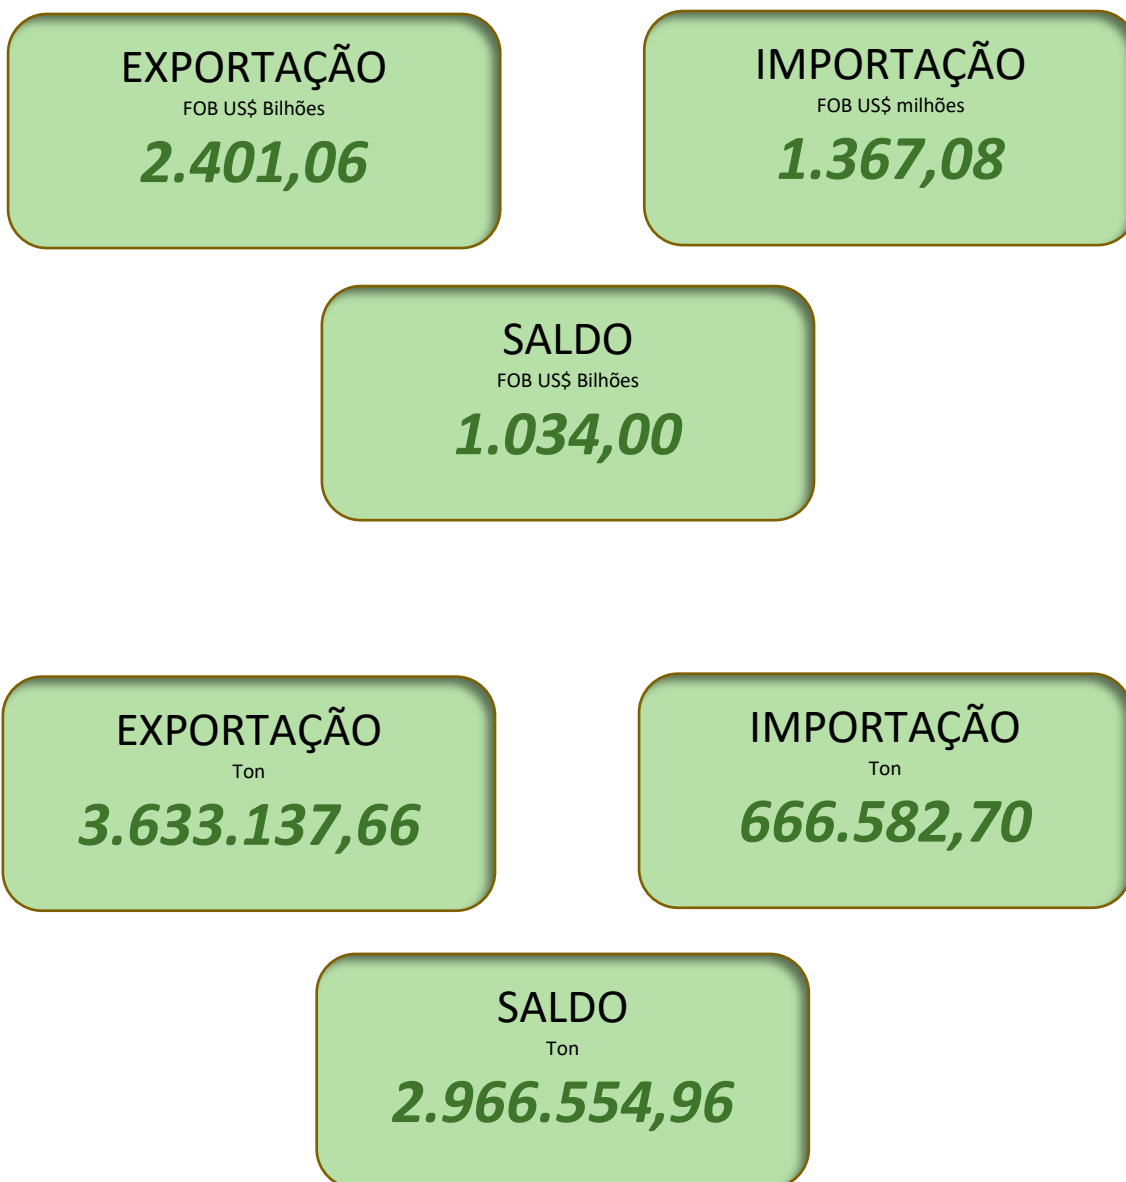 EXPORTAÇÃO
FOB US$ Bilhões
2.401,06
IMPORTAÇÃO
FOB US$ milhões
1.367,08
SALDO
FOB US$ Bilhões
1.034,00
EXPORTAÇÃO
Ton
3.633.137,66
IMPORTAÇÃO
Ton
666.582,70
SALDO
Ton
2.966.554,96